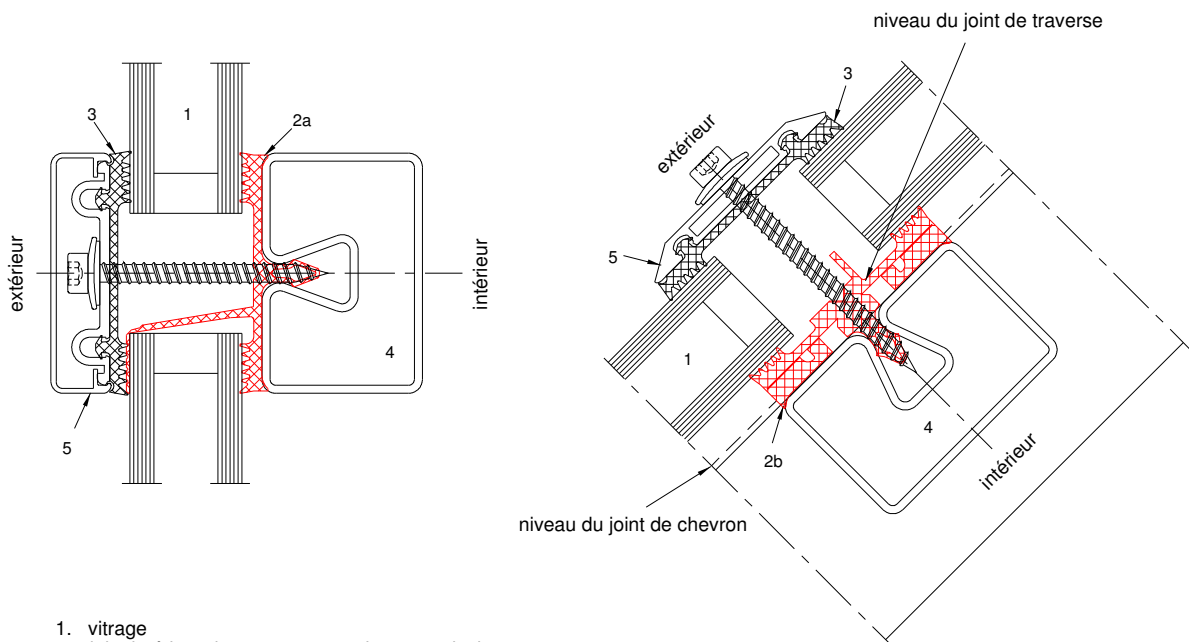 niveau du joint de traverse
1
3
2a
extérieur
intérieur
4
5
3
extérieur
5
1
4
2b
intérieur
niveau du joint de chevron
1. vitrage